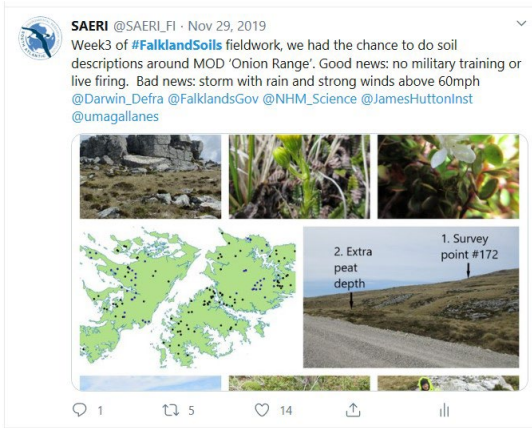 SAERI @SAERI_FI · Nov 29, 2019
Week3 of #FalklandSoils fieldwork, we had the chance to do soil
descriptions around MOD 'Onion Range'. Good news: no military training or
live firing.  Bad news: storm with rain and strong winds above 60mph
@Darwin_Defra @FalklandsGov @NHM_Science @JamesHuttonInst
@umagallanes
1. Survey
point #172
2. Extra
peat
depth
1 5 14